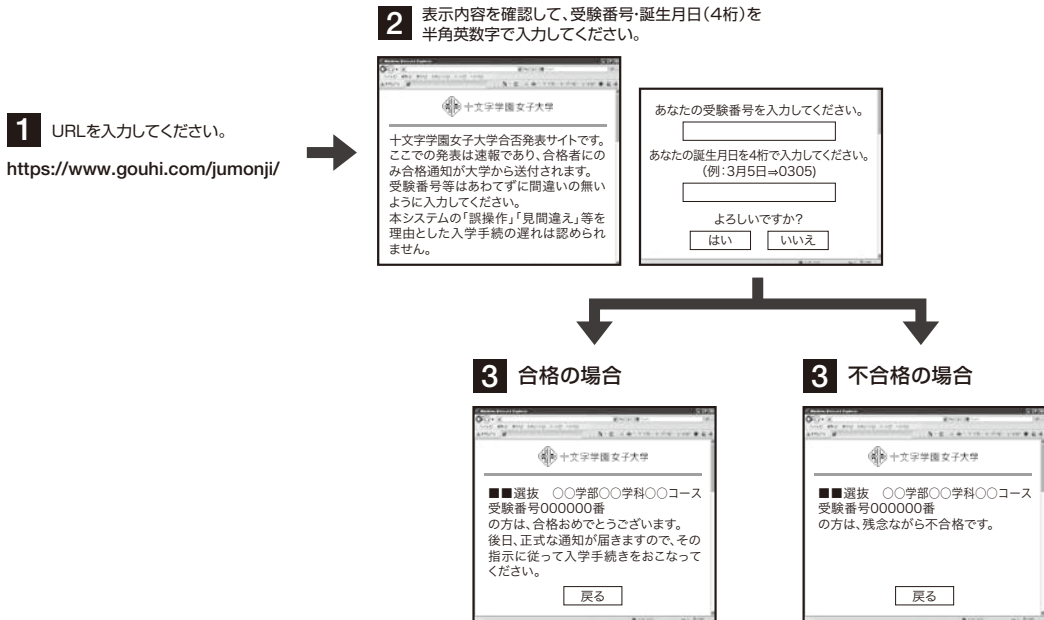 1 URLを入力してください。
https://www.gouhi.com/jumonji/
2 表示内容を確認して、受験番号・誕生月日（4桁）を
半角英数字で入力してください。
十文字学園女子大学
十文字学園女子大学合否発表サイトです。
ここでの発表は速報であり、合格者にの
み合格通知が大学から送付されます。
受験番号等はあわてずに間違いの無い
ように入力してください。
本システムの「誤操作」「見間違え」等を
理由とした入学手続の遅れは認められ
ません。
あなたの受験番号を入力してください。
あなたの誕生月日を4桁で入力してください。
（例：3月5日⇒0305)
よろしいですか？
はい いいえ
3 合格の場合
十文字学園女子大学
■■選抜　○○学部○○学科○○コース
受験番号000000番
の方は、合格おめでとうございます。
後日、正式な通知が届きますので、その
指示に従って入学手続きをおこなって
ください。
戻る
3 不合格の場合
十文字学園女子大学
■■選抜　○○学部○○学科○○コース
受験番号000000番
の方は、残念ながら不合格です。
戻る